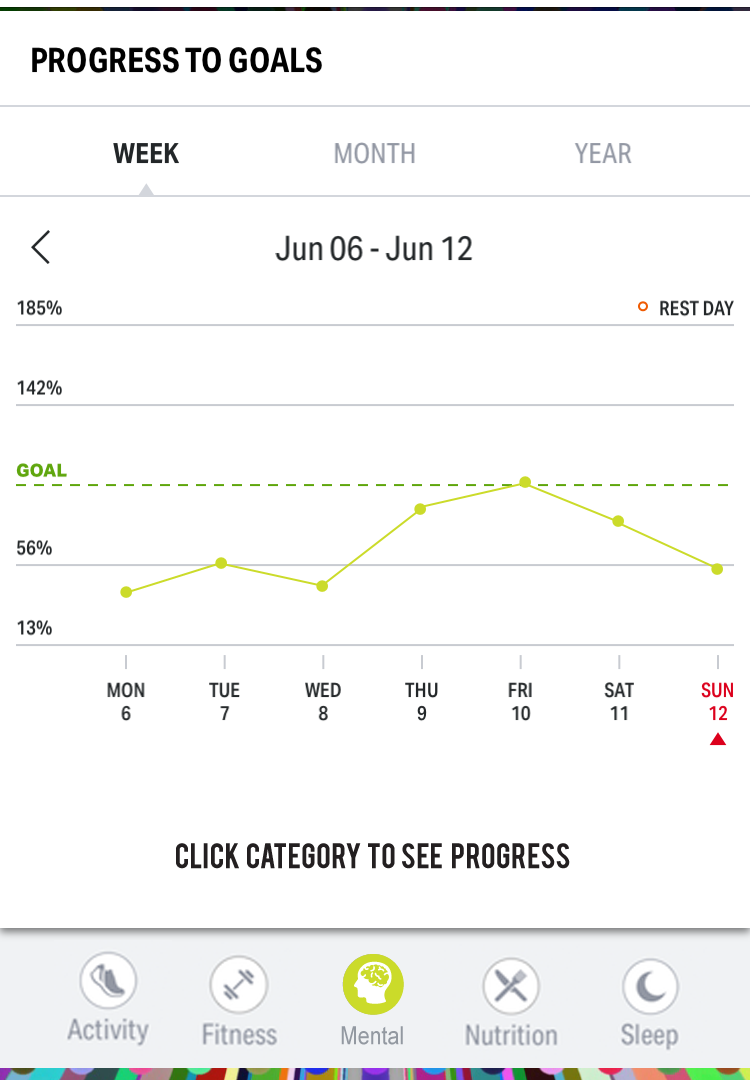 PROGRESS TO GOALS
WEEK MONTH YEAR
Jun 06 - Jun 12
185% REST DAY
142%
GOAL
56%
13%
MON TUE WED THU FRI SAT SUN
6 7 8 9 10 11 12
CLICK CATEGORY TO SEE PROGRESS
Activity Fitness Mental Nutrition Sleep